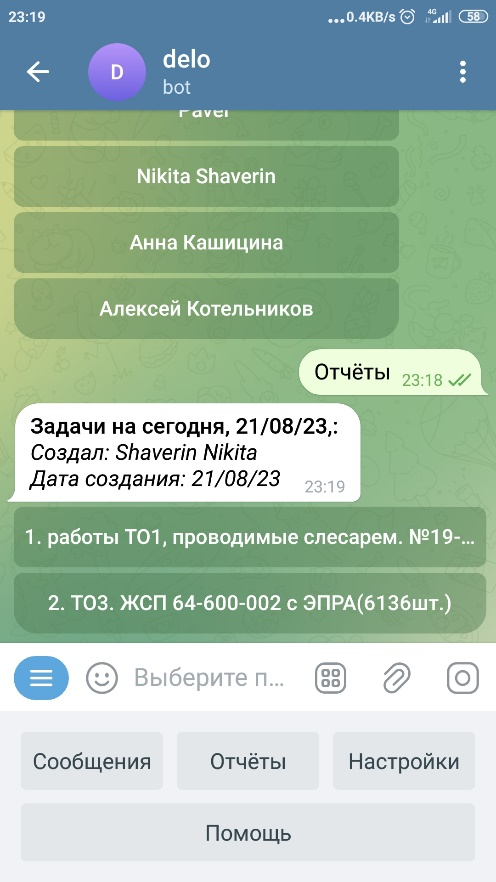 23:19
...0.4KB/s 4G 58
D
delo
bot
Pavel
Nikita Shaverin
Анна Кашицина
Алексей Котельников
Отчёты 23:18
Задачи на сегодня, 21/08/23,:
Создал: Shaverin Nikita
Дата создания: 21/08/23 23:19
1. работы ТО1, проводимые слесарем. №19-...
2. ТО3. ЖСП 64-600-002 с ЭПРА(6136шт.)
Выберите п...
Сообщения
Отчёты
Настройки
Помощь